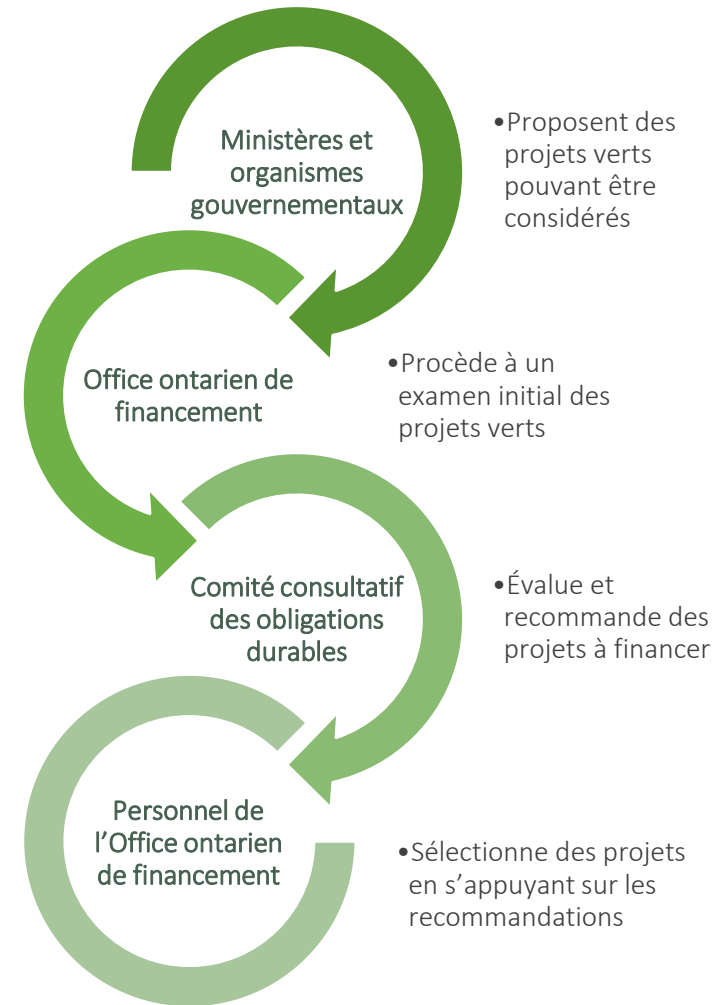 Ministères et
organismes
gouvernementaux
•Proposent des
projets verts
pouvant être
considérés
Office ontarien de
financement
•Procède à un
examen initial des
projets verts
Comité consultatif
des obligations
durables
•Évalue et
recommande des
projets à financer
Personnel de
l’Office ontarien
de financement
•Sélectionne des projets
en s’appuyant sur les
recommandations